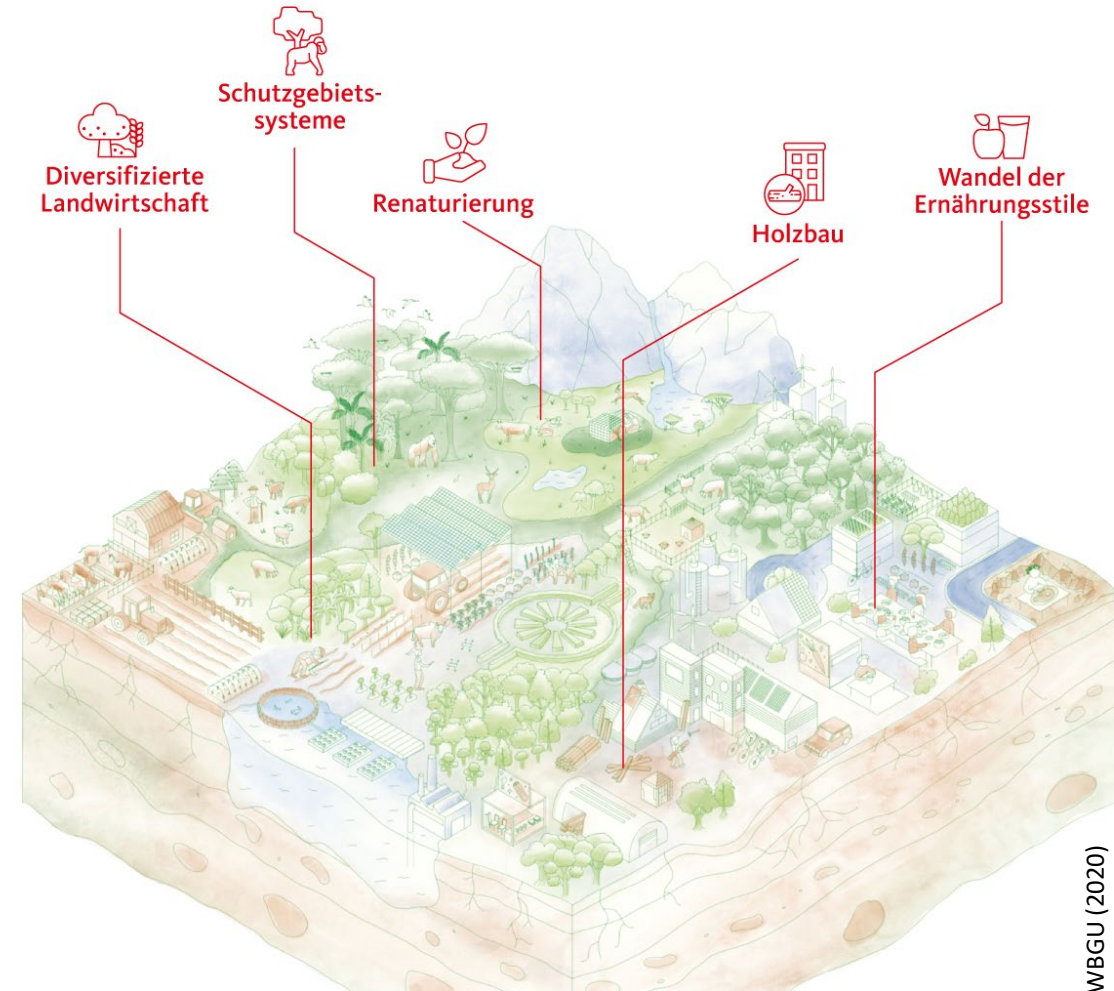 Schutzgebiets-
systeme
Diversifizierte
Landwirtschaft
Renaturierung
Holzbau
Wandel der
Ernährungsstile
WBGU (2020)